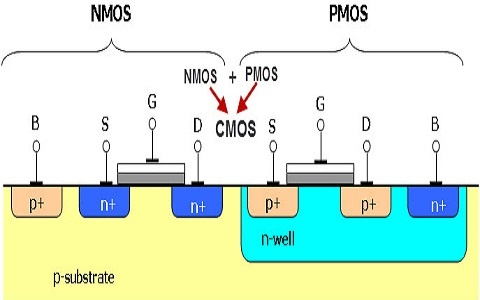 NMOS
PMOS
NMOS + PMOS
CMOS
B
S
G
D
S
G
D
B
p+
n+
n+
p+
p+
n+
n-well
p-substrate